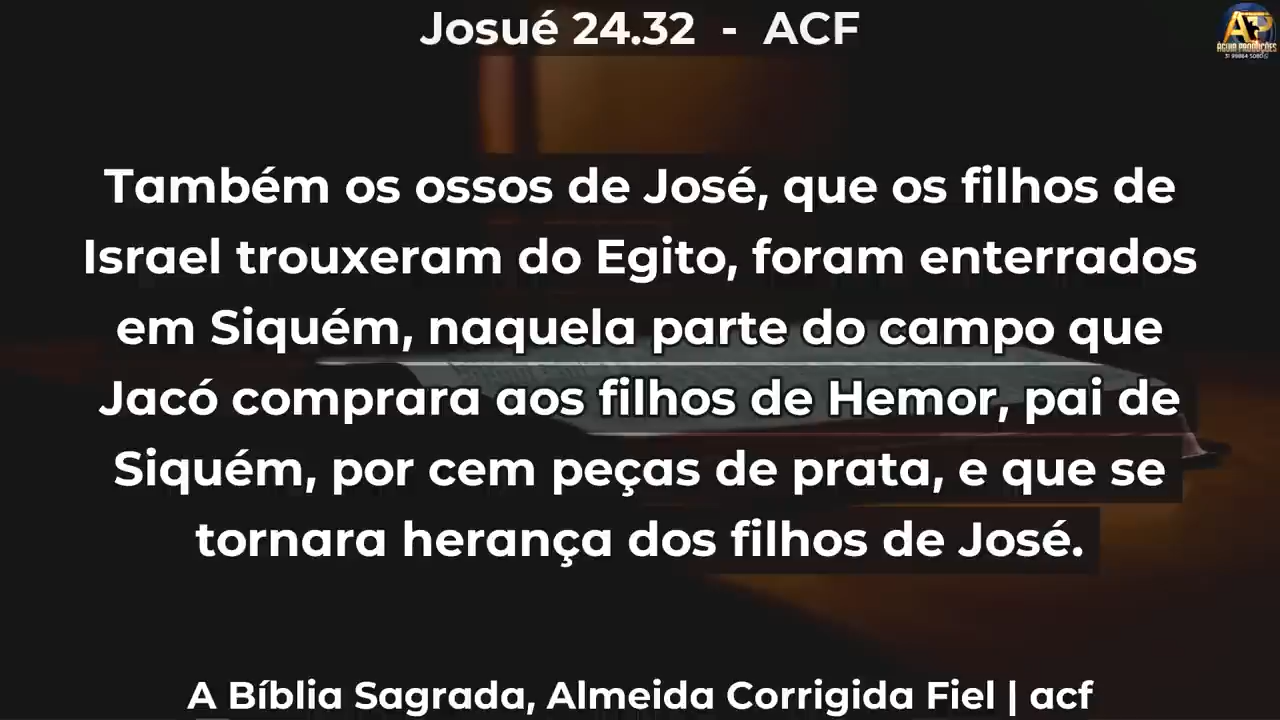 Josué 24.32 - ACF
Também os ossos de José, que os filhos de
Israel trouxeram do Egito, foram enterrados
em Siquém, naquela parte do campo que
Jacó comprara aos filhos de Hemor, pai de
Siquém, por cem peças de prata, e que se
tornara herança dos filhos de José.
A Bíblia Sagrada, Almeida Corrigida Fiel | acf